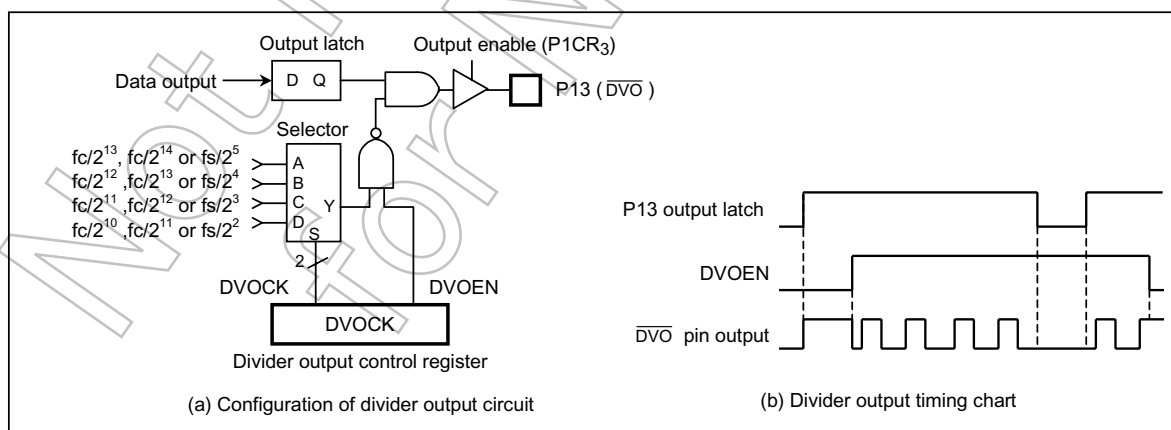 Output latch
Output enable (P1CR3)
Data output
D Q
P13 ( DVO )
Selector
fc/2^13, fc/2^14 or fs/2^5
A
fc/2^12 ,fc/2^13 or fs/2^4
B
fc/2^11, fc/2^12 or fs/2^3
C
Y
fc/2^10 ,fc/2^11 or fs/2^2
D
S
2
DVOCK
DVOEN
DVOCK
Divider output control register
(a) Configuration of divider output circuit
P13 output latch
DVOEN
DVO pin output
(b) Divider output timing chart
Not
for